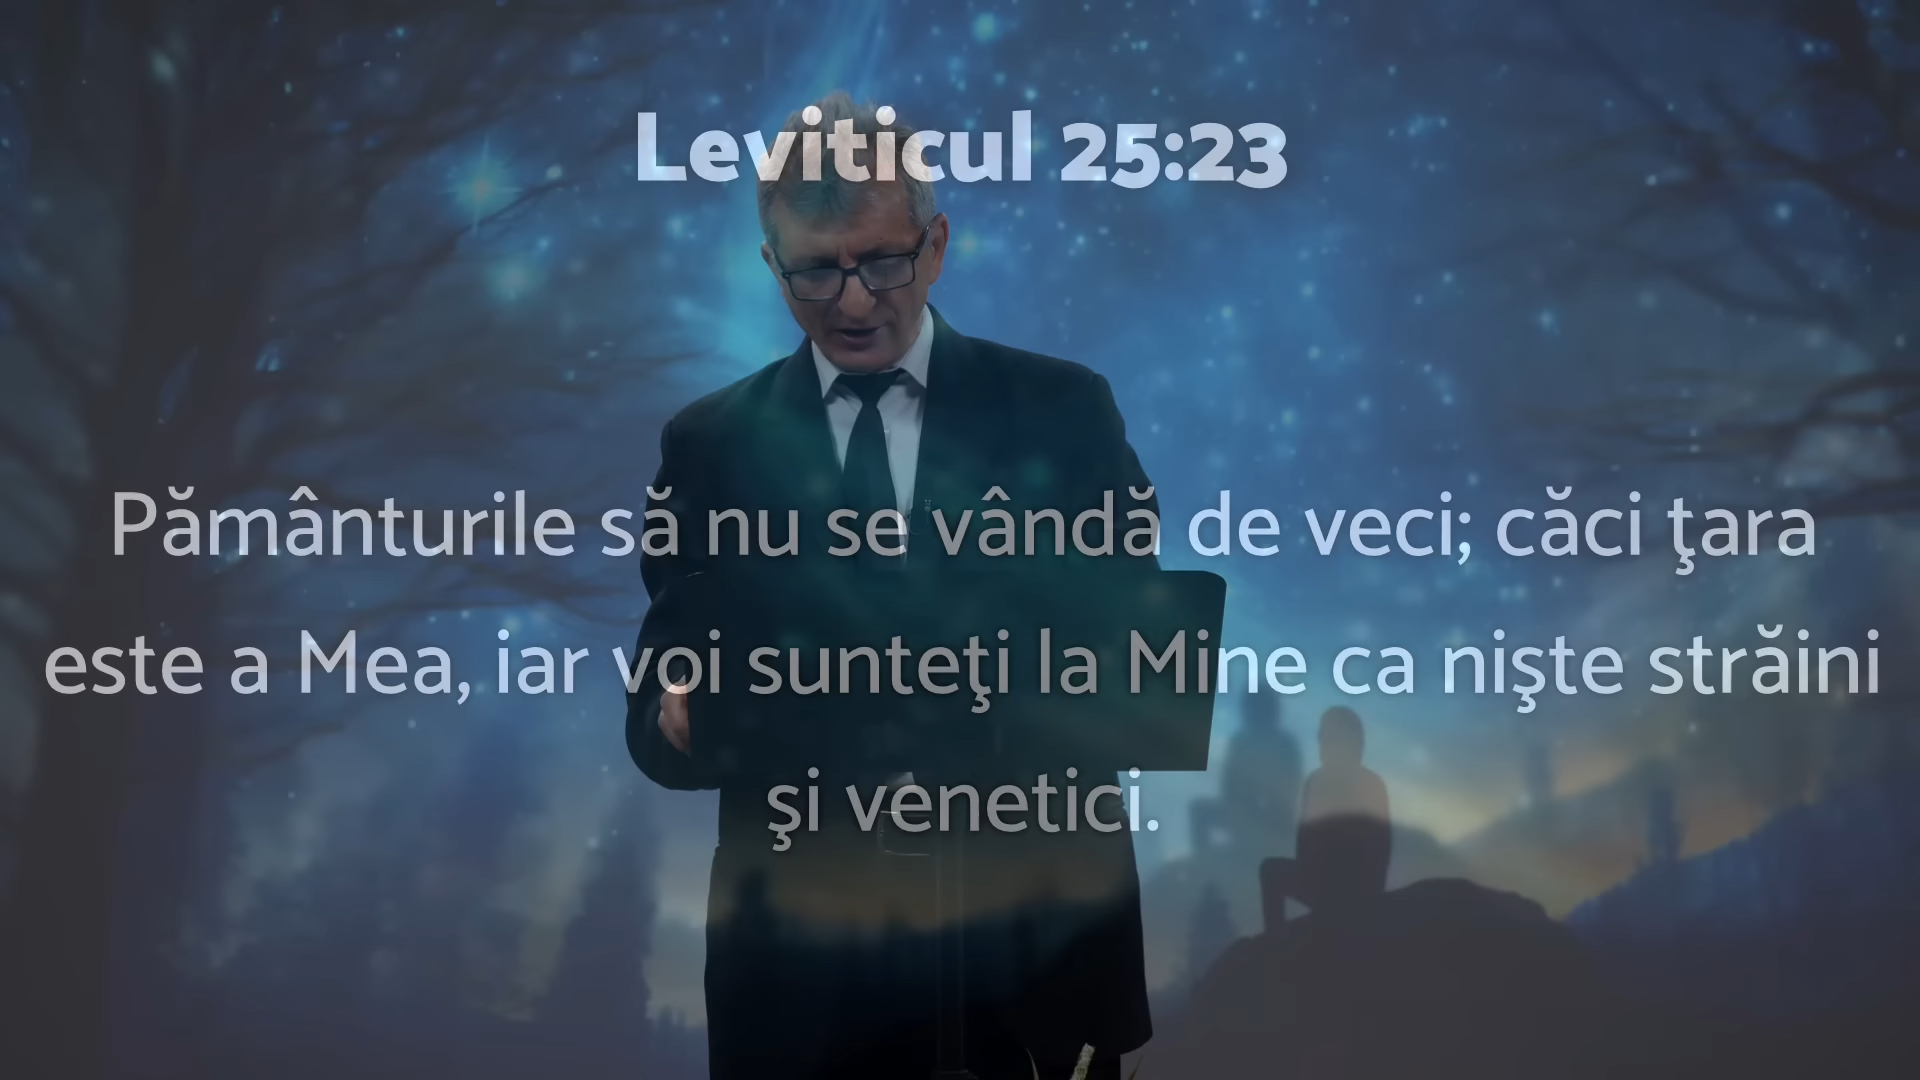 Leviticul 25:23
Pământurile să nu se vândă de veci; căci ţara
este a Mea, iar voi sunteţi la Mine ca nişte străini
şi venetici.